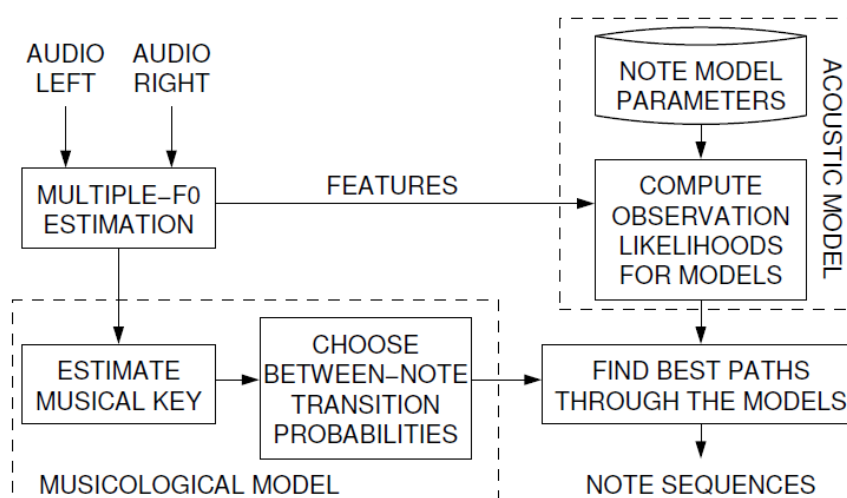 AUDIO
LEFT
AUDIO
RIGHT
NOTE MODEL
PARAMETERS
ACOUSTIC MODEL
MULTIPLE−F0
ESTIMATION
FEATURES
COMPUTE
OBSERVATION
LIKELIHOODS
FOR MODELS
ESTIMATE
MUSICAL KEY
CHOOSE
BETWEEN−NOTE
TRANSITION
PROBABILITIES
FIND BEST PATHS
THROUGH THE MODELS
MUSICOLOGICAL MODEL
NOTE SEQUENCES